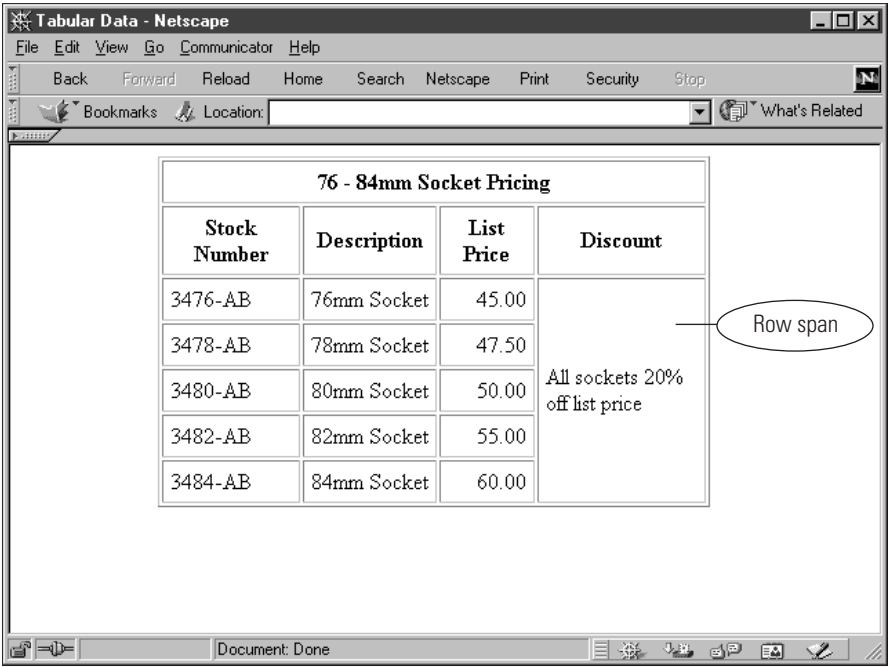 Tabular Data - Netscape
File Edit View Go Communicator Help
Back Forward Reload Home Search Netscape Print Security Stop N
Bookmarks Location: What's Related
76 - 84mm Socket Pricing
Stock Number Description List Price Discount
3476-AB 76mm Socket 45.00
3478-AB 78mm Socket 47.50
3480-AB 80mm Socket 50.00
3482-AB 82mm Socket 55.00
3484-AB 84mm Socket 60.00
All sockets 20%
off list price
Row span
Document: Done